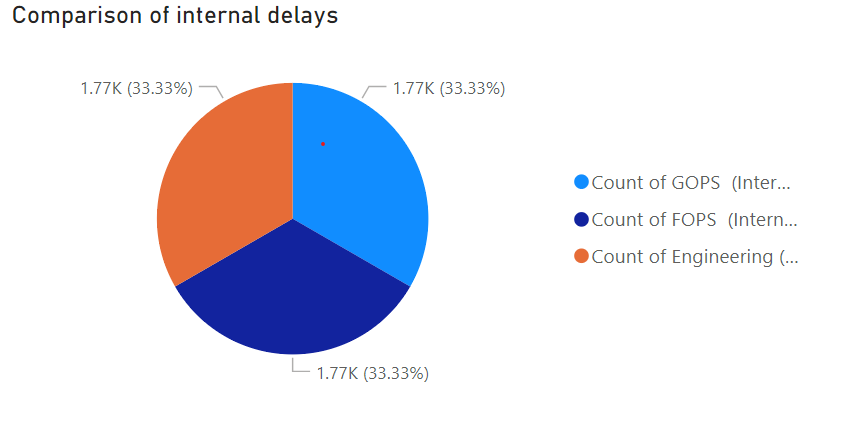 Comparison of internal delays
1.77K (33.33%)
1.77K (33.33%)
Count of GOPS (Inter...
Count of FOPS (Intern...
Count of Engineering (...
1.77K (33.33%)